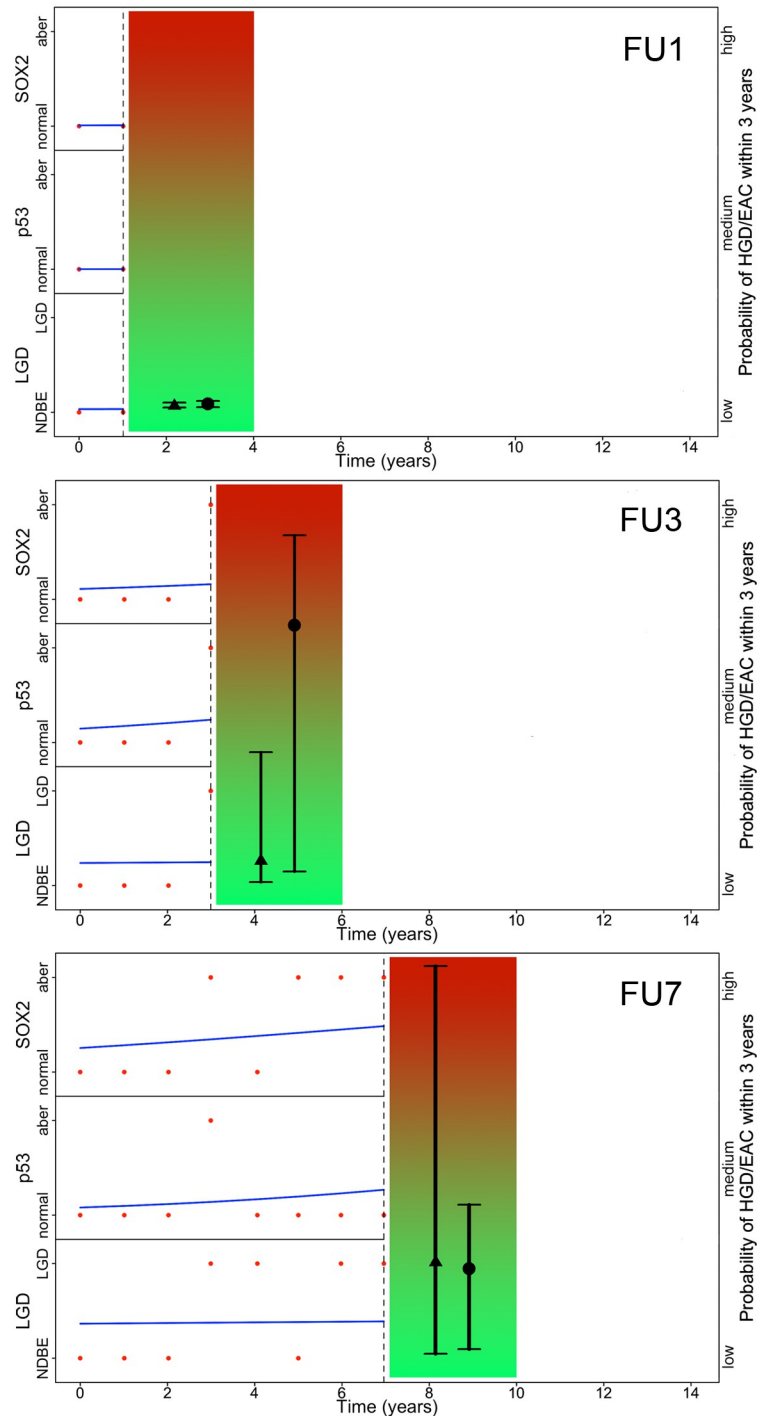 FU1
SOX2
aber
normal
p53
aber
normal
LGD
LGD
NDBE
high
medium
low
Probability of HGD/EAC within 3 years
0 2 4 6 8 10 12 14
Time (years)
FU3
SOX2
aber
normal
p53
aber
normal
LGD
LGD
NDBE
high
medium
low
Probability of HGD/EAC within 3 years
0 2 4 6 8 10 12 14
Time (years)
FU7
SOX2
aber
normal
p53
aber
normal
LGD
LGD
NDBE
high
medium
low
Probability of HGD/EAC within 3 years
0 2 4 6 8 10 12 14
Time (years)